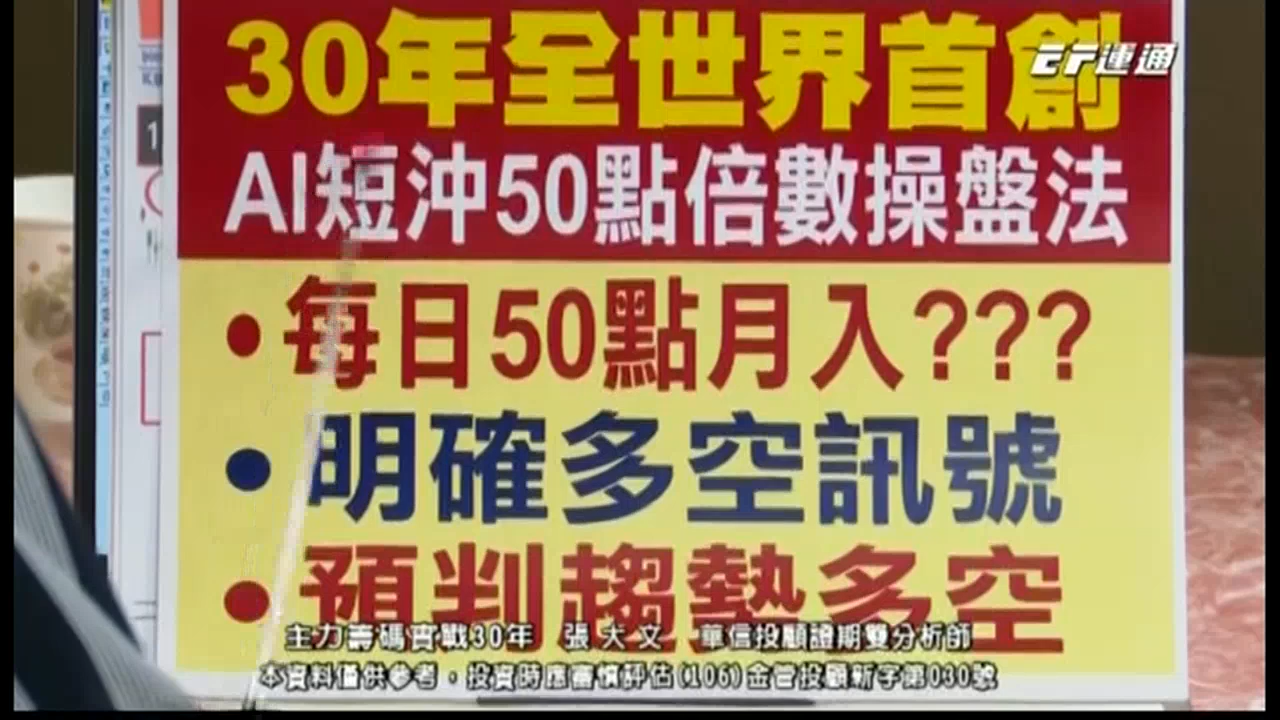 30年全世界首創
運通
AI短沖50點倍數操盤法
•每日50點月入???
•明確多空訊號
•預判趨勢多空
主力籌碼實戰30年 張大文 華信投顧證期雙分析師
本資料僅供參考，投資時應審慎評估(106)金管投顧新字第030號